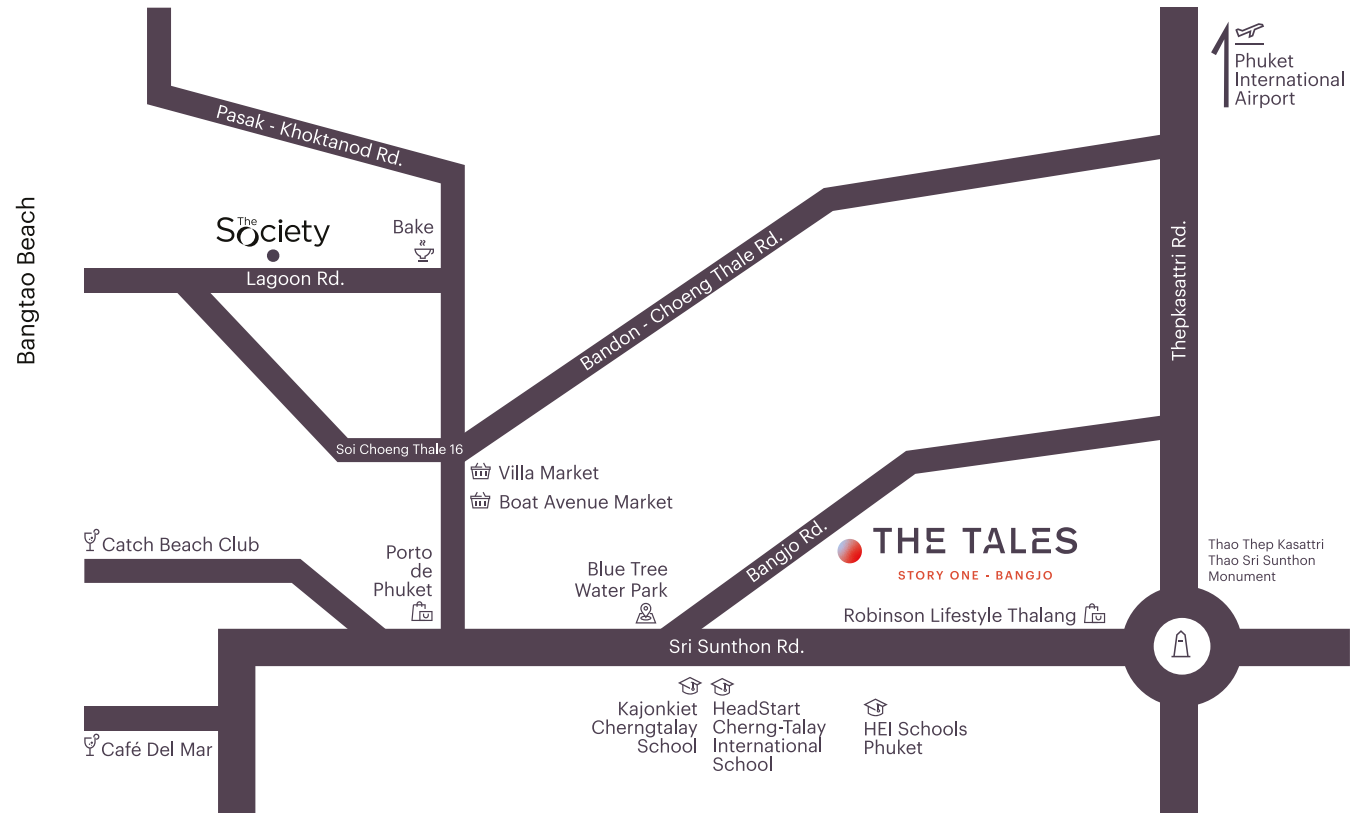 Phuket
International
Airport
Pasak - Khoktanod Rd.
Bangtao Beach
The
Society
Bake
Lagoon Rd.
Bandon - Choeng Thale Rd.
Thepkasattri Rd.
Soi Choeng Thale 16
Villa Market
Boat Avenue Market
Catch Beach Club
Porto
de
Phuket
Blue Tree
Water Park
Bangjo Rd.
THE TALES
STORY ONE - BANGJO
Thao Thep Kasattri
Thao Sri Sunthon
Monument
Robinson Lifestyle Thalang
Sri Sunthon Rd.
Kajonkiet
Cherngtalay
School
HeadStart
Cherng-Talay
International
School
HEI Schools
Phuket
Café Del Mar